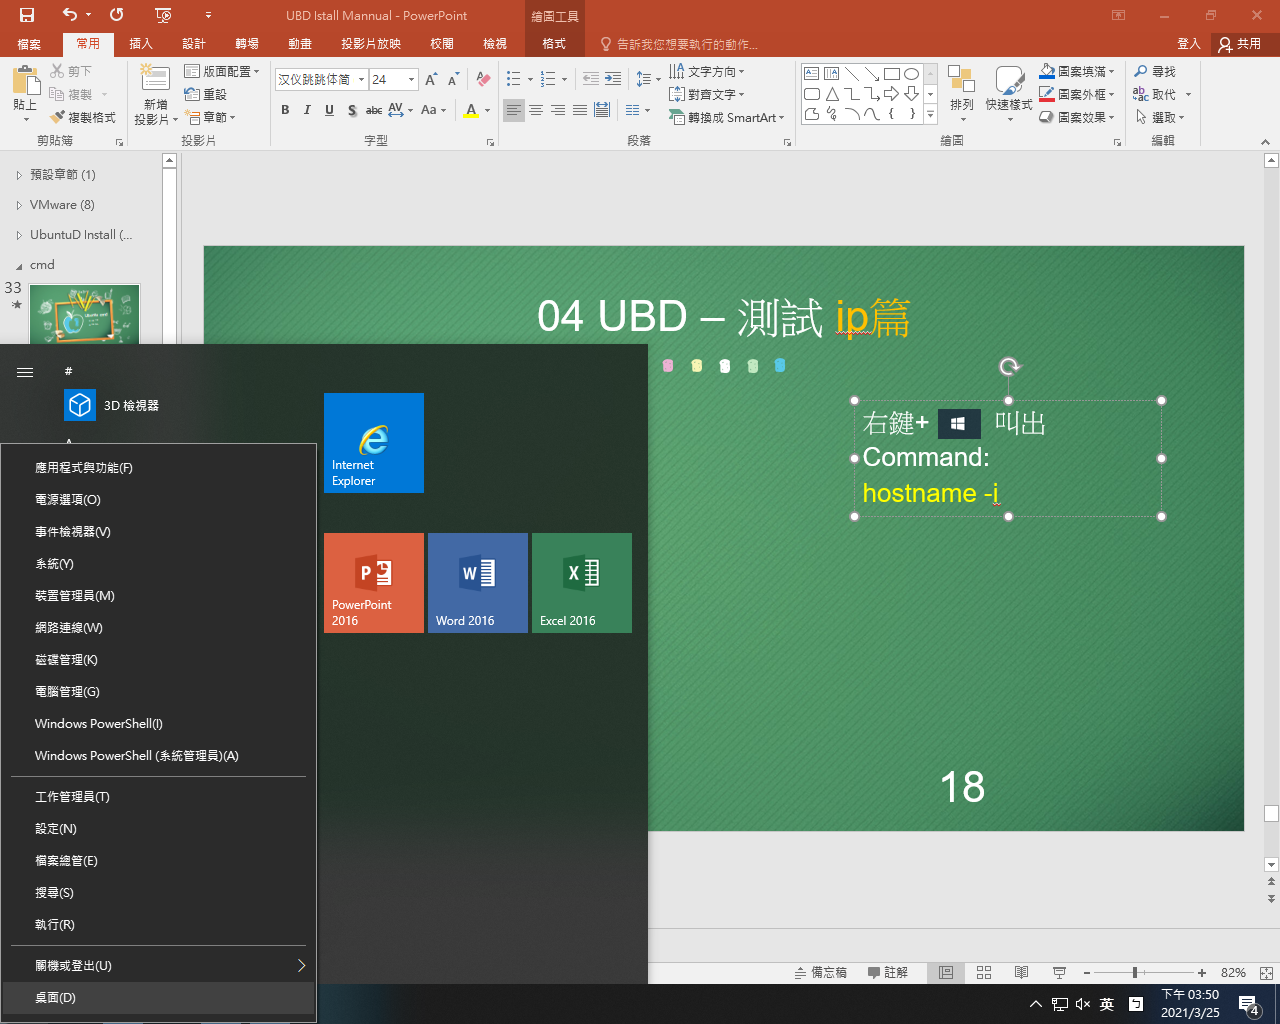 UBD Istall Mannual - PowerPoint
繪圖工具
檔案
常用
插入
設計
轉場
動畫
投影片放映
校閱
檢視
格式
告訴我您想要執行的動作...
登入
共用
貼上
剪下
複製
複製格式
剪貼簿
新增
投影片
版面配置
重設
章節
投影片
汉仪跳跳体简
24
A
A
B
I
U
S
abc
AV
Aa
A
字型
文字方向
對齊文字
轉換成 SmartArt
段落
排列
快速樣式
圖案填滿
圖案外框
圖案效果
繪圖
尋找
取代
選取
編輯
預設章節 (1)
VMware (8)
UbuntuD Install (...
cmd
33
04 UBD – 測試 ip篇
右鍵+ 叫出
Command:
hostname -i
18
#
3D 檢視器
Internet
Explorer
PowerPoint
2016
Word 2016
Excel 2016
應用程式與功能(F)
電源選項(O)
事件檢視器(V)
系統(Y)
裝置管理員(M)
網路連線(W)
磁碟管理(K)
電腦管理(G)
Windows PowerShell(I)
Windows PowerShell (系統管理員)(A)
工作管理員(T)
設定(N)
檔案總管(E)
搜尋(S)
執行(R)
關機或登出(U)
桌面(D)
備忘稿
註解
82%
英
ㄅ
下午 03:50
2021/3/25
4